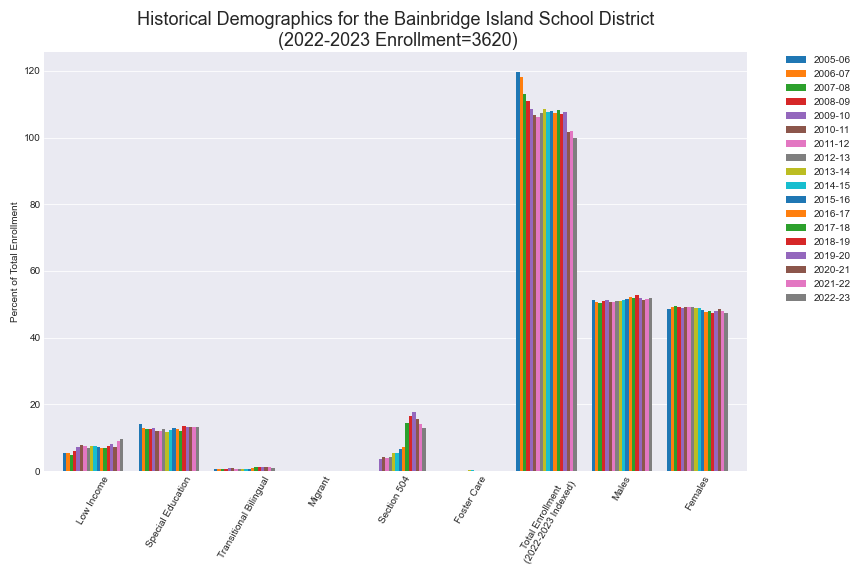 Historical Demographics for the Bainbridge Island School District
(2022-2023 Enrollment=3620)
120
100
80
60
40
20
0
Percent of Total Enrollment
Low Income
Special Education
Transitional Bilingual
Migrant
Section 504
Foster Care
Total Enrollment
(2022-2023 Indexed)
Males
Females
2005-06
2006-07
2007-08
2008-09
2009-10
2010-11
2011-12
2012-13
2013-14
2014-15
2015-16
2016-17
2017-18
2018-19
2019-20
2020-21
2021-22
2022-23